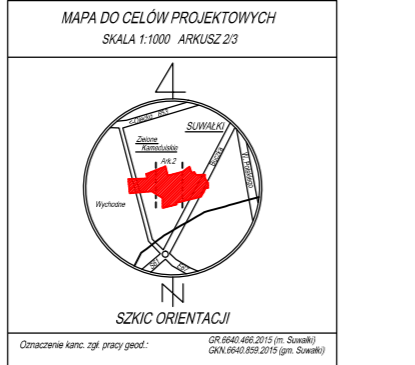 MAPA DO CELÓW PROJEKTOWYCH
SKALA 1:1000 ARKUSZ 2/3
SUWAŁKI
Zielone
Kamedulskie
Ark.2
Wychodne
N
SZKIC ORIENTACJI
Oznaczenie kanc. zgł. pracy geod.:
GR.6640.466.2015 (m. Suwałki)
GKN.6640.859.2015 (gm. Suwałki)